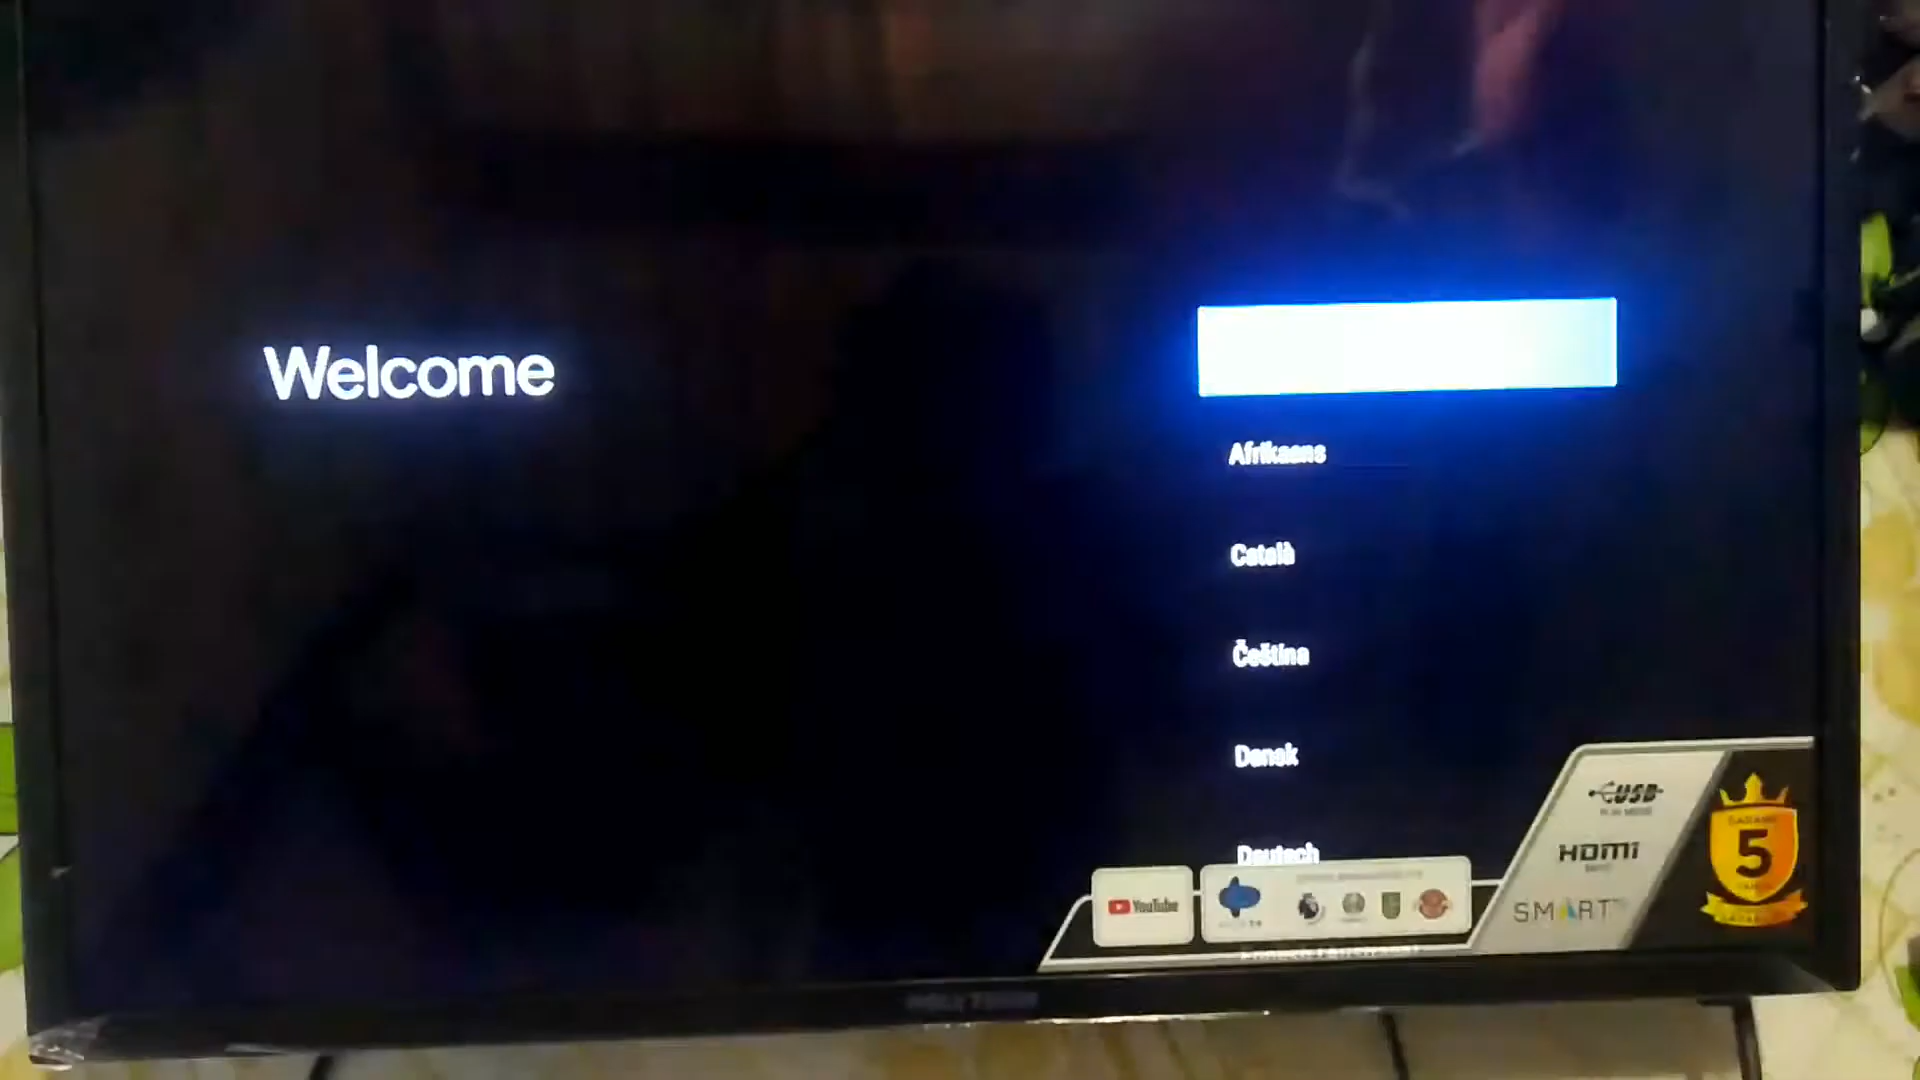 Welcome
Afrikaans
Català
Čeština
Dansk
Deutsch
YouTube
USB
HDMI
SMART
5